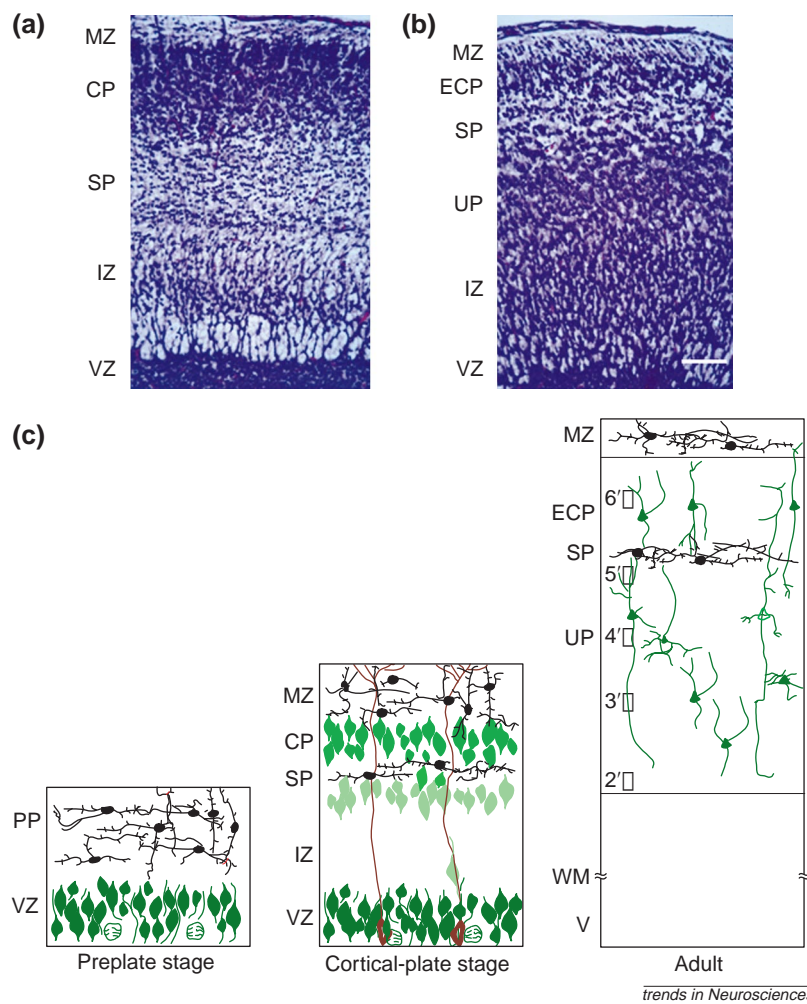 (a)
MZ
CP
SP
IZ
VZ
(b)
MZ
ECP
SP
UP
IZ
VZ
(c)
PP
VZ
Preplate stage
MZ
CP
SP
IZ
VZ
Cortical-plate stage
MZ
ECP
SP
UP
WM
V
6′
5′
4′
3′
2′
Adult
trends in Neuroscience